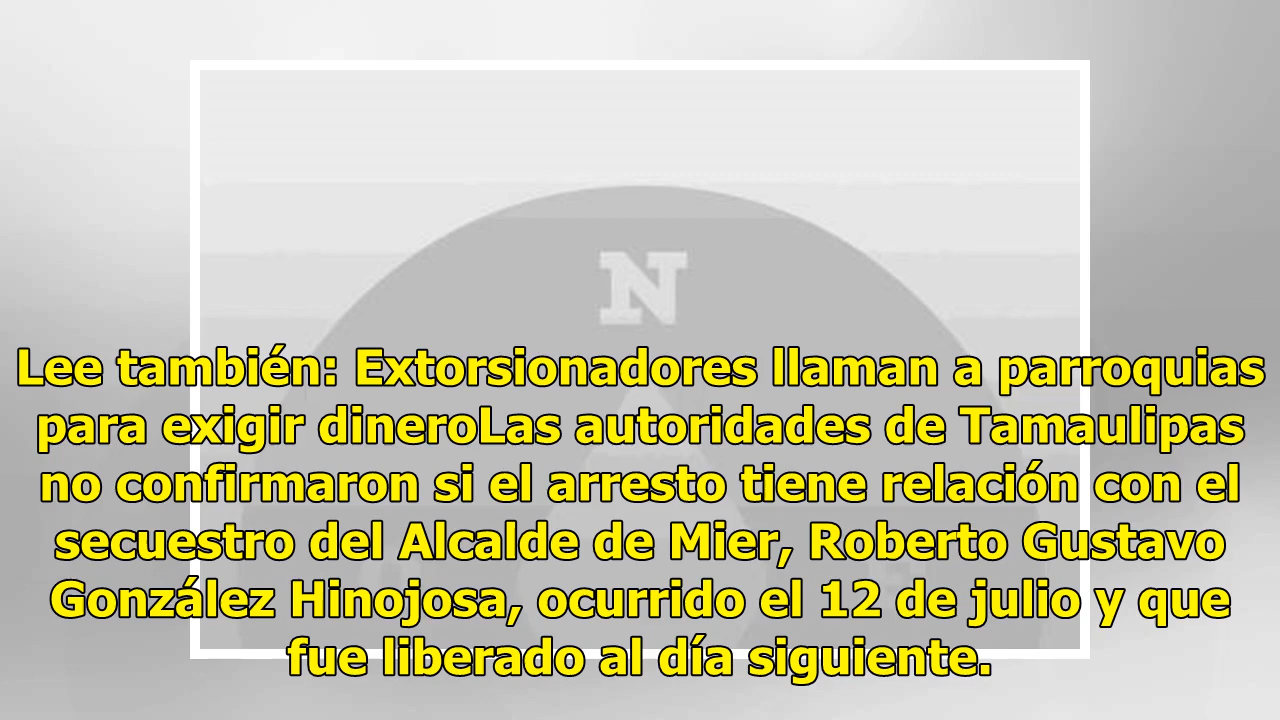 N
Lee también: Extorsionadores llaman a parroquias
para exigir dineroLas autoridades de Tamaulipas
no confirmaron si el arresto tiene relación con el
secuestro del Alcalde de Mier, Roberto Gustavo
González Hinojosa, ocurrido el 12 de julio y que
fue liberado al día siguiente.